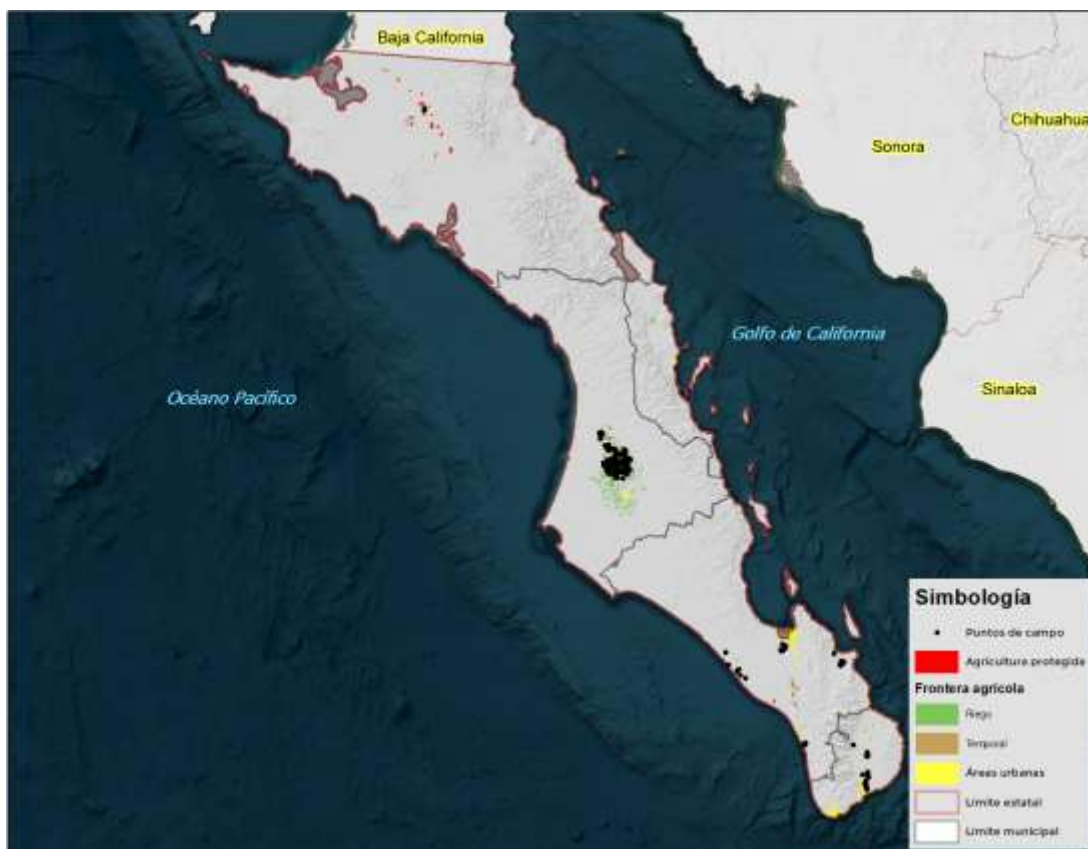 Baja California
Chihuahua
Sonora
Golfo de California
Océano Pacífico
Sinaloa
Simbología
Puntos de campo
Agricultura protegida
Frontera agrícola
Riego
Temporal
Áreas urbanas
Límite estatal
Límite municipal